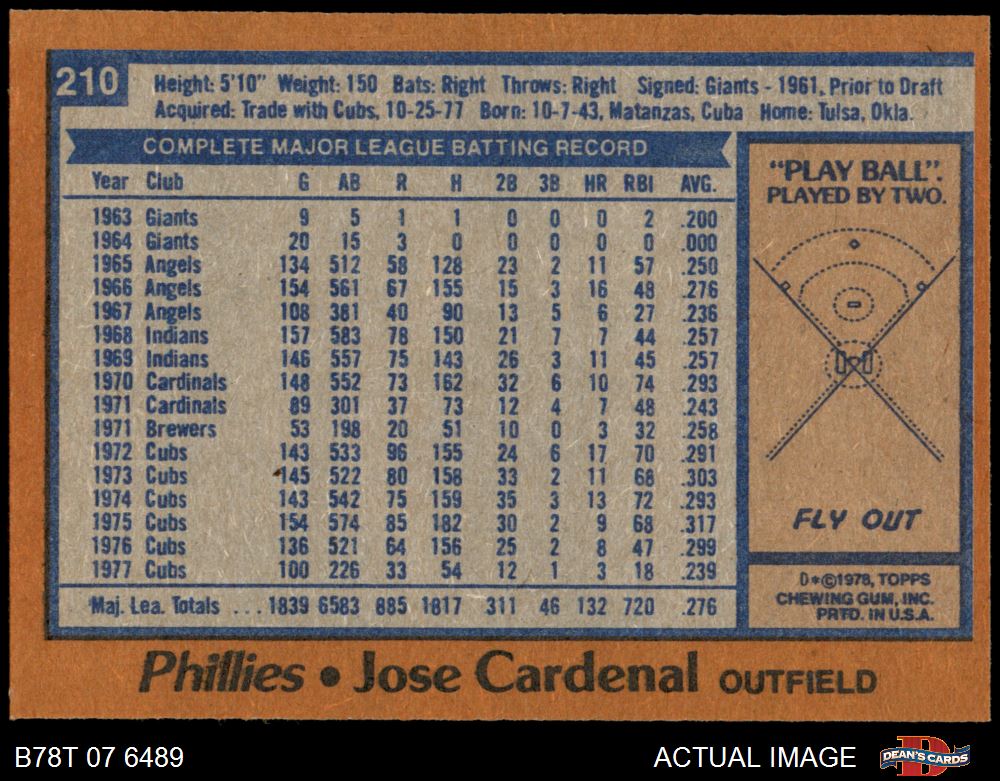 210
Height: 5'10" Weight: 150 Bats: Right Throws: Right Signed: Giants - 1961, Prior to Draft
Acquired: Trade with Cubs, 10-25-77 Born: 10-7-43, Matanzas, Cuba Home: Tulsa, Okla.
COMPLETE MAJOR LEAGUE BATTING RECORD
Year Club G AB R H 2B 3B HR RBI AVG.
1963 Giants 9 5 1 1 0 0 0 2 .200
1964 Giants 20 15 3 0 0 0 0 0 .000
1965 Angels 134 512 58 128 23 2 11 57 .250
1966 Angels 154 561 67 155 15 3 16 48 .276
1967 Angels 108 381 40 90 13 5 6 27 .236
1968 Indians 157 583 78 150 21 7 7 44 .257
1969 Indians 146 557 75 143 26 3 11 45 .257
1970 Cardinals 148 552 73 162 32 6 10 74 .293
1971 Cardinals 89 301 37 73 12 4 7 48 .243
1971 Brewers 53 198 20 51 10 0 3 32 .258
1972 Cubs 143 533 96 155 24 6 17 70 .291
1973 Cubs 145 522 80 158 33 2 11 68 .303
1974 Cubs 143 542 75 159 35 3 13 72 .293
1975 Cubs 154 574 85 182 30 2 9 68 .317
1976 Cubs 136 521 64 156 25 2 8 47 .299
1977 Cubs 100 226 33 54 12 1 3 18 .239
Maj. Lea. Totals ... 1839 6583 885 1817 311 46 132 720 .276
"PLAY BALL".
PLAYED BY TWO.
FLY OUT
D*©1978, TOPPS
CHEWING GUM, INC.
PRTD. IN U.S.A.
Phillies • Jose Cardenal OUTFIELD
B78T 07 6489
ACTUAL IMAGE
D
DEAN'S CARDS